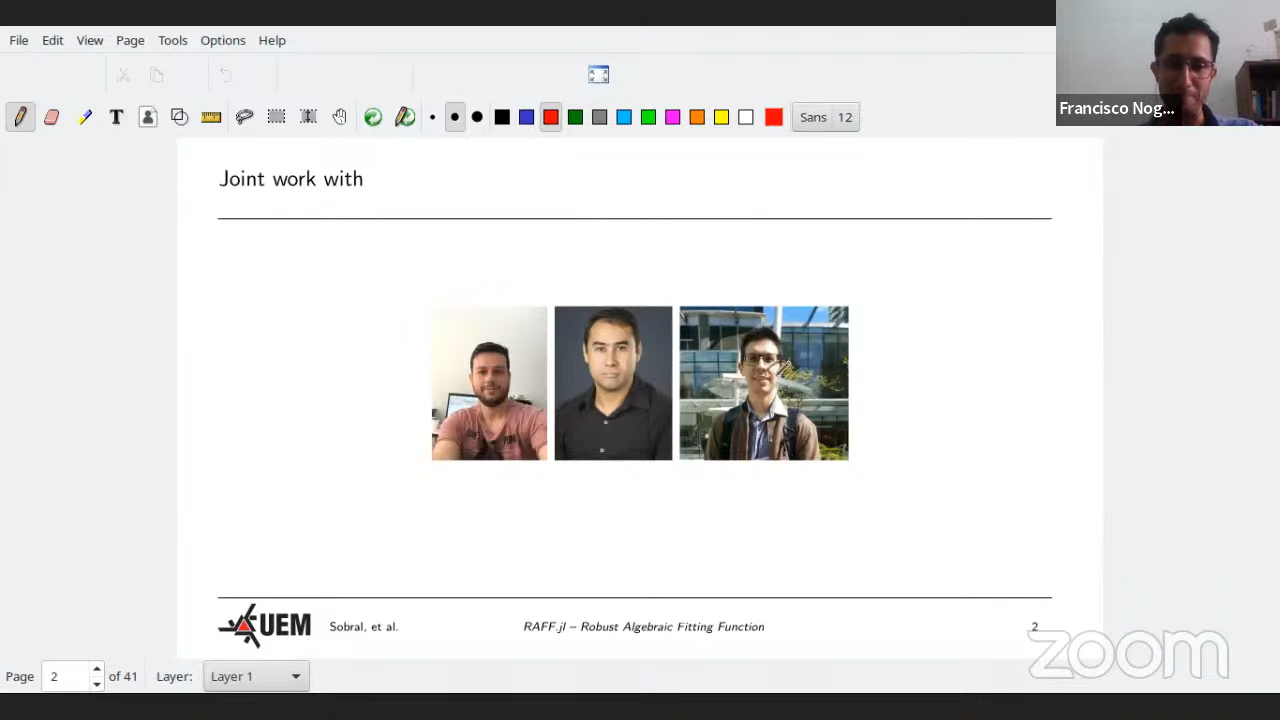 File Edit View Page Tools Options Help
Francisco Nog...
T
Sans 12
Joint work with
UEM
Sobral, et al.
RAFF.jl – Robust Algebraic Fitting Function
2
zoom
Page 2 of 41 Layer: Layer 1